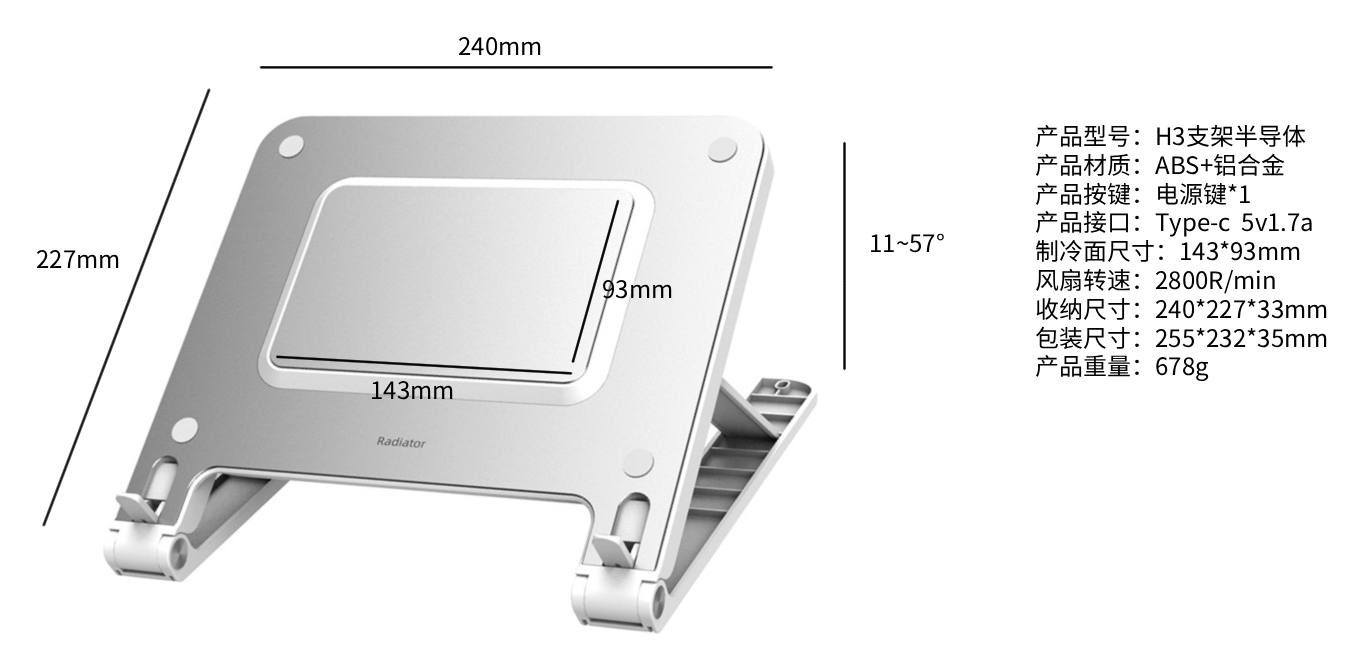 240mm
227mm
93mm
143mm
Radiator
11~57°
产品型号：H3支架半导体
产品材质：ABS+铝合金
产品按键：电源键*1
产品接口：Type-c 5v1.7a
制冷面尺寸：143*93mm
风扇转速：2800R/min
收纳尺寸：240*227*33mm
包装尺寸：255*232*35mm
产品重量：678g